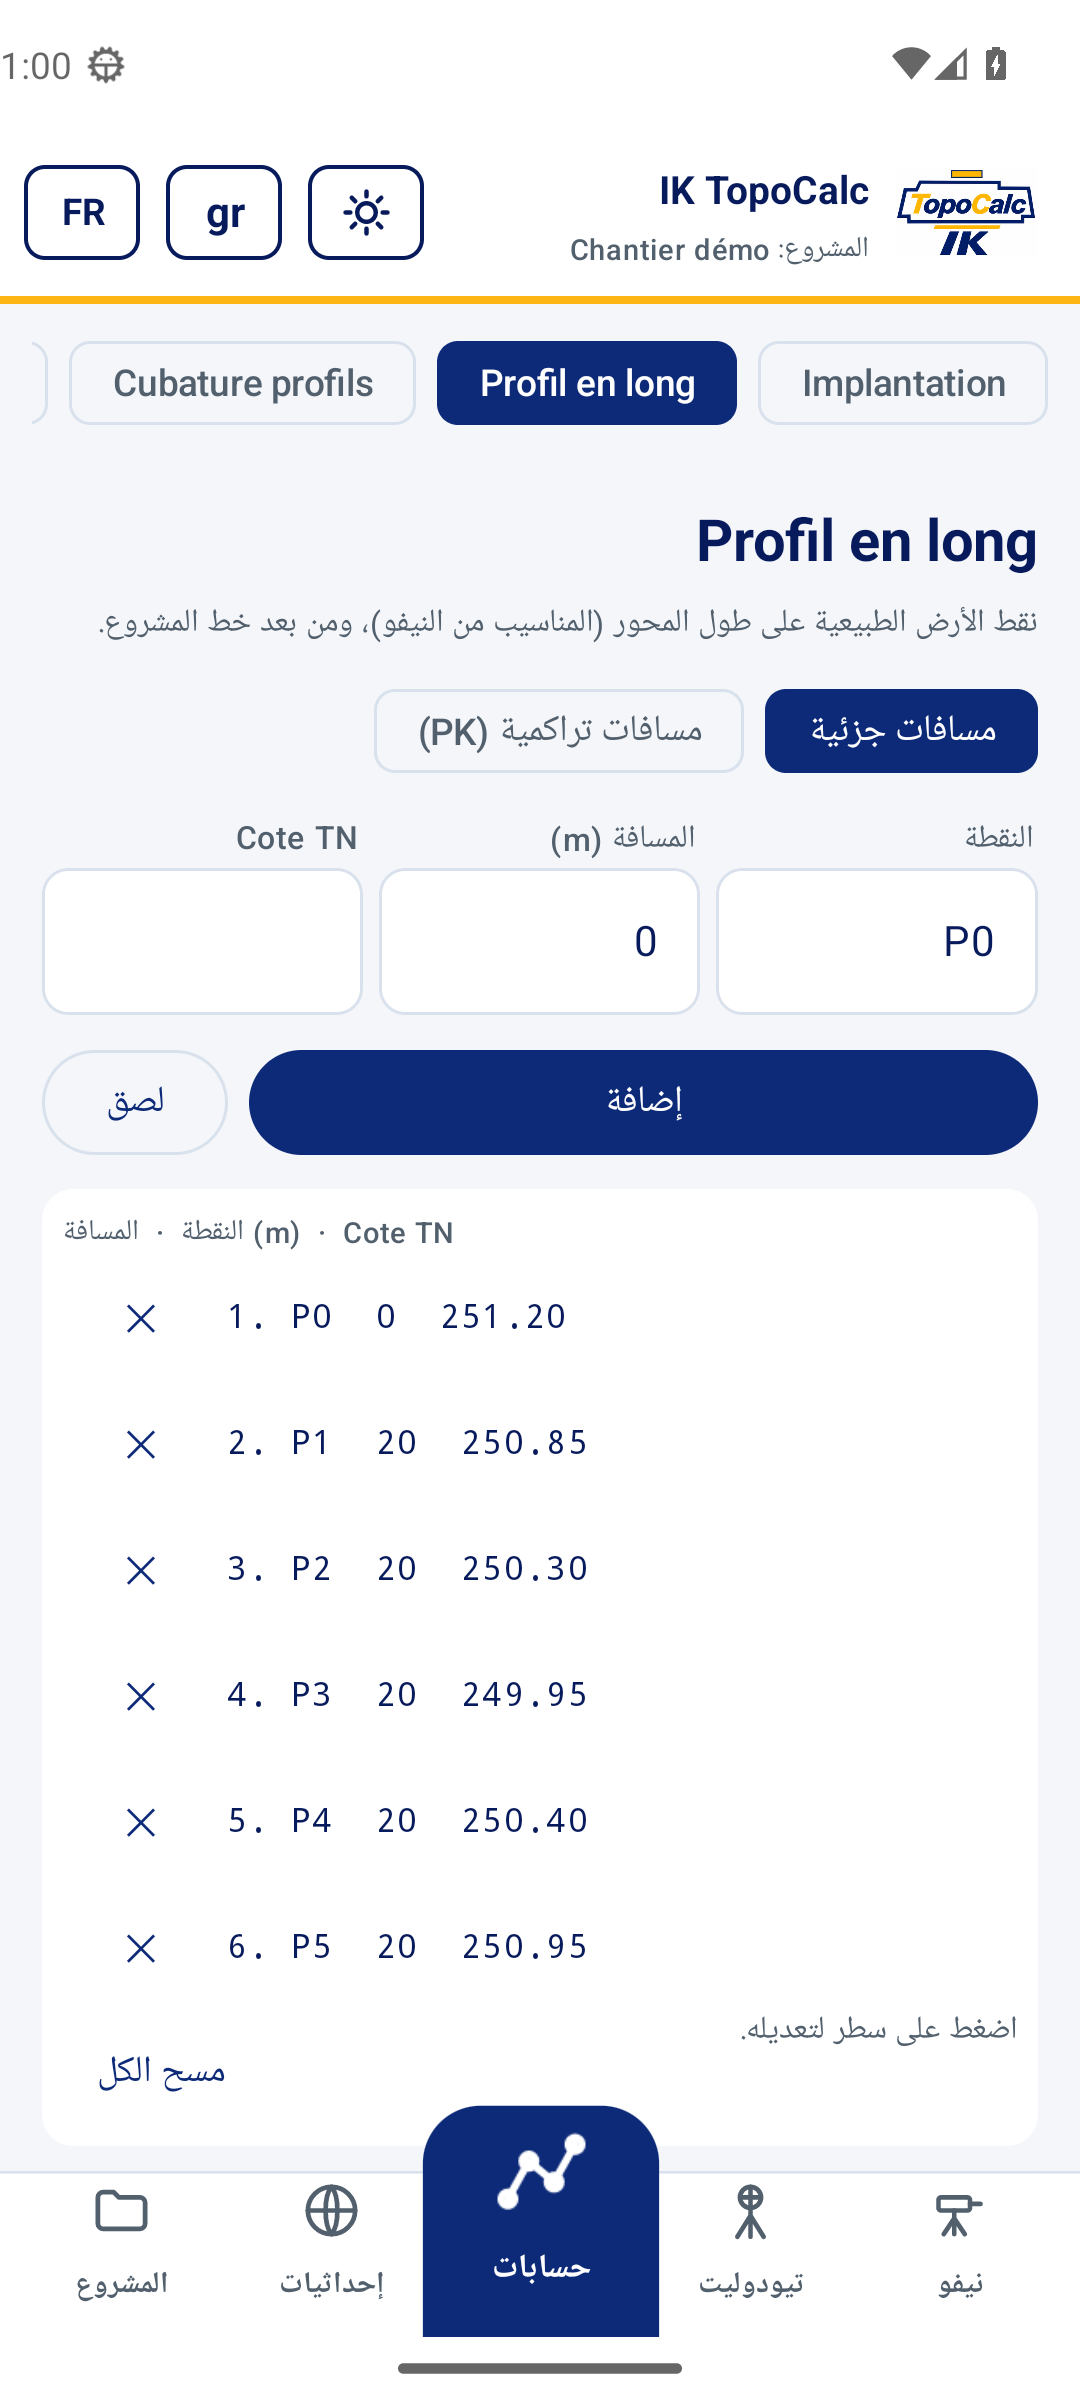 1:00
IK TopoCalc
المشروع: Chantier démo
TopoCalc
IK
gr
FR
Cubature profils
Profil en long
Implantation
Profil en long
نقط الأرض الطبيعية على طول المحور (المناسيب من النيفو)، ومن بعد خط المشروع.
مسافات جزئية
مسافات تراكمية (PK)
النقطة
المسافة (m)
Cote TN
P0
0
إضافة
لصق
المسافة · النقطة (m) · Cote TN
1. P0 0 251.20
2. P1 20 250.85
3. P2 20 250.30
4. P3 20 249.95
5. P4 20 250.40
6. P5 20 250.95
اضغط على سطر لتعديله.
مسح الكل
نيفو
تيودوليت
حسابات
إحداثيات
المشروع